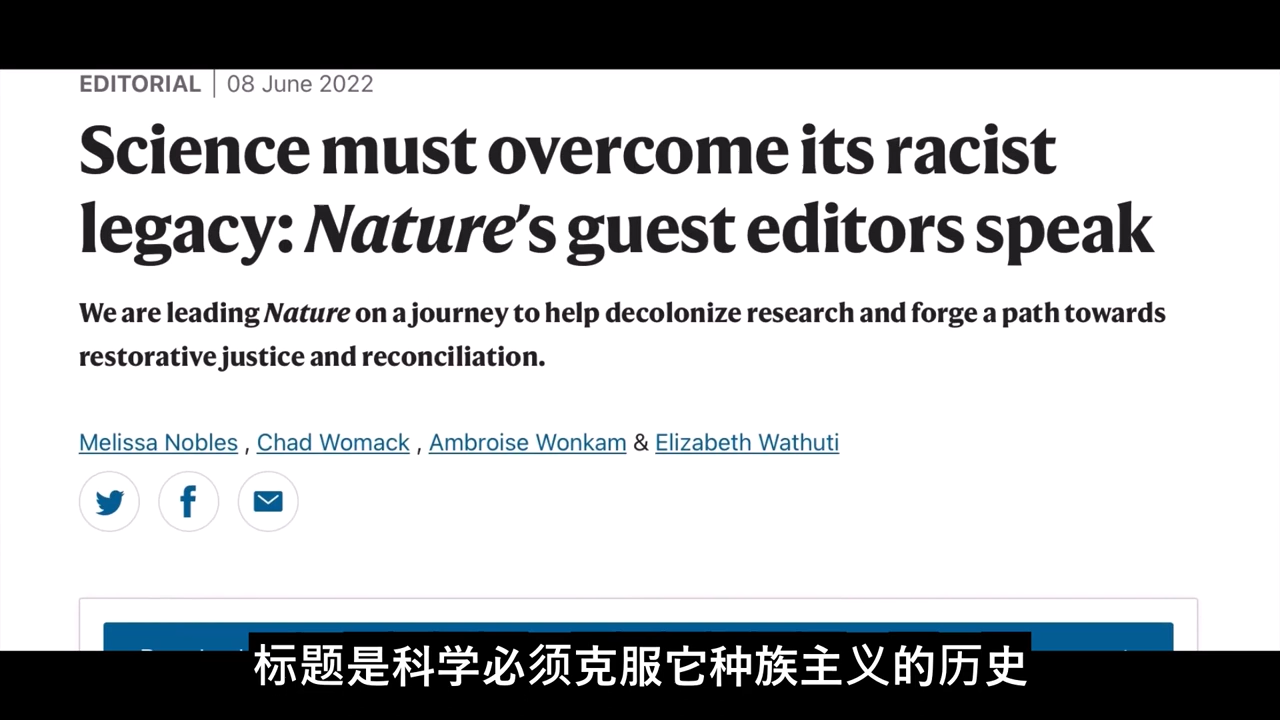 EDITORIAL | 08 June 2022
Science must overcome its racist
legacy: Nature's guest editors speak
We are leading Nature on a journey to help decolonize research and forge a path towards
restorative justice and reconciliation.
Melissa Nobles , Chad Womack , Ambroise Wonkam & Elizabeth Wathuti
标题是科学必须克服它种族主义的历史